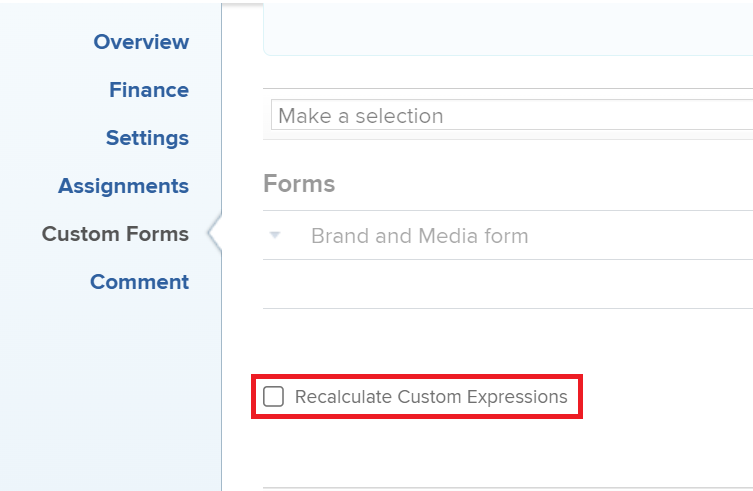 Overview
Finance
Settings
Assignments
Custom Forms
Comment
Make a selection
Forms
Brand and Media form
Recalculate Custom Expressions